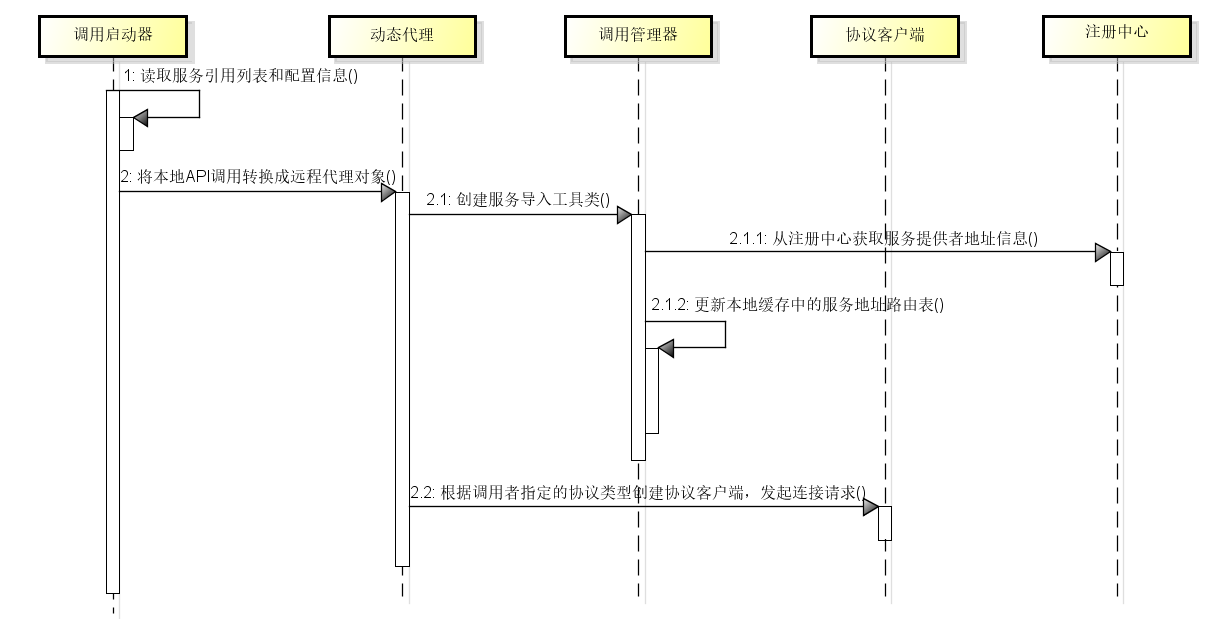 调用启动器
动态代理
调用管理器
协议客户端
注册中心
1: 读取服务引用列表和配置信息()
2: 将本地API调用转换成远程代理对象()
2.1: 创建服务导入工具类()
2.1.1: 从注册中心获取服务提供者地址信息()
2.1.2: 更新本地缓存中的服务地址路由表()
2.2: 根据调用者指定的协议类型创建协议客户端，发起连接请求()